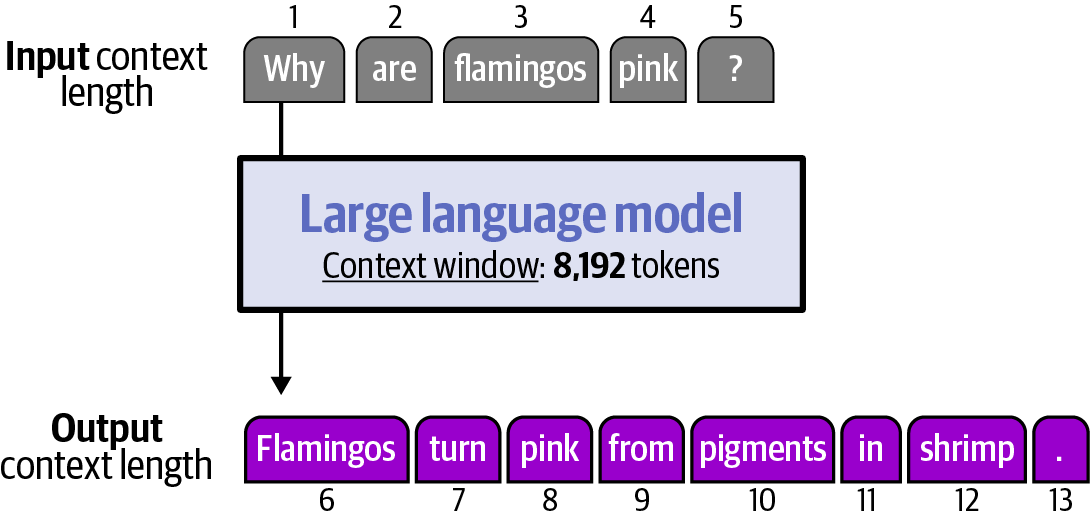 1 2 3 4 5
Input context length
Why are flamingos pink ?
Large language model
Context window: 8,192 tokens
Output context length
Flamingos turn pink from pigments in shrimp .
6 7 8 9 10 11 12 13